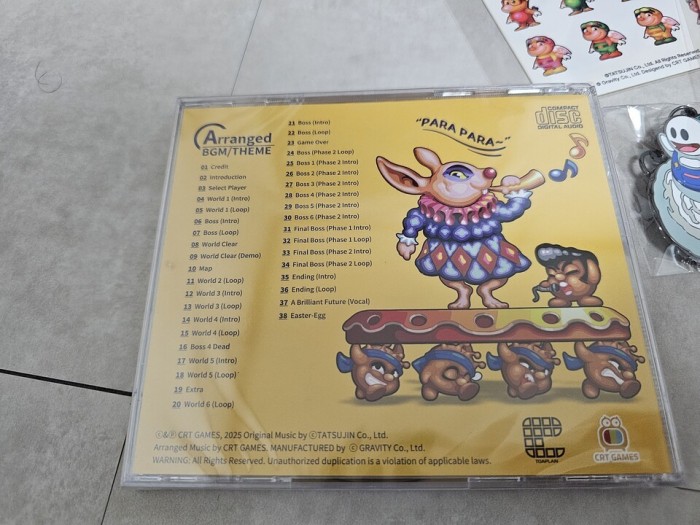 Arranged
BGM/THEME
01 Credit
02 Introduction
03 Select Player
04 World 1 (Intro)
05 World 1 (Loop)
06 Boss (Intro)
07 Boss (Loop)
08 World Clear
09 World Clear (Demo)
10 Map
11 World 2 (Loop)
12 World 3 (Intro)
13 World 3 (Loop)
14 World 4 (Intro)
15 World 4 (Loop)
16 Boss 4 Dead
17 World 5 (Intro)
18 World 5 (Loop)
19 Extra
20 World 6 (Loop)
21 Boss (Intro)
22 Boss (Loop)
23 Game Over
24 Boss (Phase 2 Loop)
25 Boss 1 (Phase 2 Intro)
26 Boss 2 (Phase 2 Intro)
27 Boss 3 (Phase 2 Intro)
28 Boss 4 (Phase 2 Intro)
29 Boss 5 (Phase 2 Intro)
30 Boss 6 (Phase 2 Intro)
31 Final Boss (Phase 1 Intro)
32 Final Boss (Phase 1 Loop)
33 Final Boss (Phase 2 Intro)
34 Final Boss (Phase 2 Loop)
35 Ending (Intro)
36 Ending (Loop)
37 A Brilliant Future (Vocal)
38 Easter-Egg
"PARA PARA~"
COMPACT
disc
DIGITAL AUDIO
ⓒ&ⓟ CRT GAMES, 2025 Original Music by ⓒTATSUJIN Co., Ltd.
Arranged Music by CRT GAMES. MANUFACTURED by ⓒ GRAVITY Co., Ltd.
WARNING: All Rights Reserved. Unauthorized duplication is a violation of applicable laws.
TOAPLAN
CRT GAMES
©TATSUJIN Co., Ltd. All Rights Reserved.
© Gravity Co., Ltd. Designed by CRT GAMES